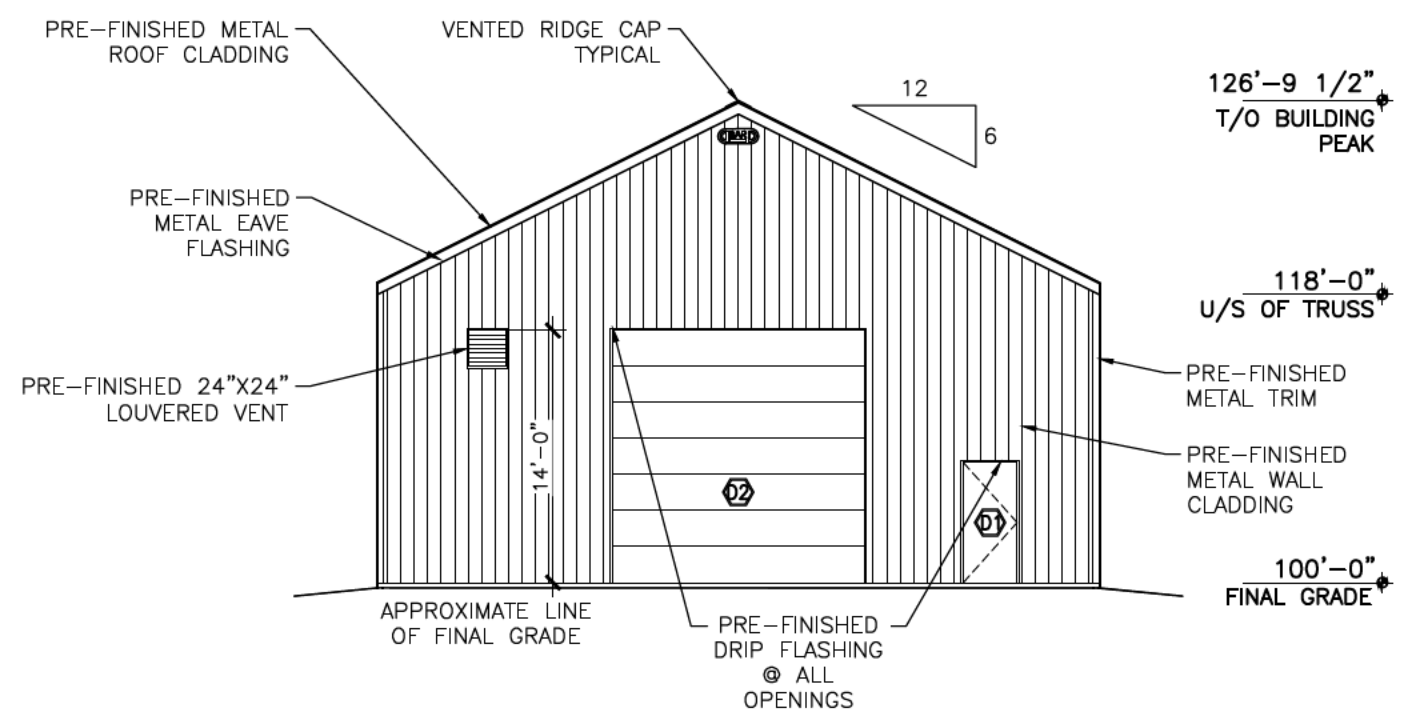 PRE-FINISHED METAL
ROOF CLADDING
VENTED RIDGE CAP
TYPICAL
12
6
126'-9 1/2"
T/O BUILDING
PEAK
PRE-FINISHED
METAL EAVE
FLASHING
118'-0"
U/S OF TRUSS
PRE-FINISHED 24"X24"
LOUVERED VENT
14'-0"
D2
D1
PRE-FINISHED
METAL TRIM
PRE-FINISHED
METAL WALL
CLADDING
100'-0"
FINAL GRADE
APPROXIMATE LINE
OF FINAL GRADE
PRE-FINISHED
DRIP FLASHING
@ ALL
OPENINGS